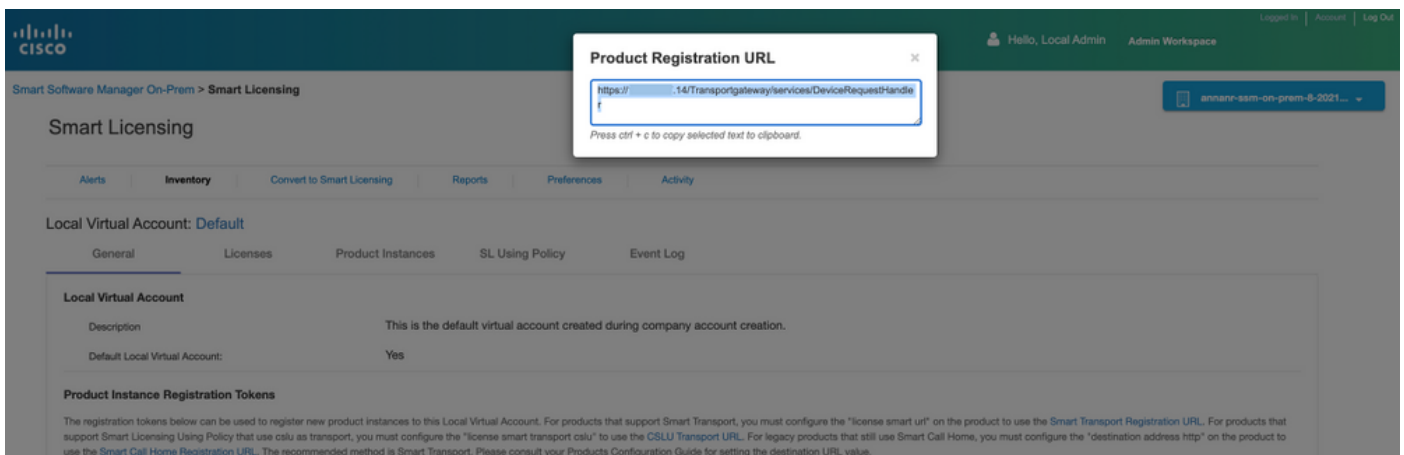 Logged In | Account | Log Out
CISCO
Hello, Local Admin Admin Workspace
Product Registration URL ×
https:// .14/Transportgateway/services/DeviceRequestHandle
r
Press ctrl + c to copy selected text to clipboard.
Smart Software Manager On-Prem > Smart Licensing
annanr-ssm-on-prem-8-2021...
Smart Licensing
Alerts Inventory Convert to Smart Licensing Reports Preferences Activity
Local Virtual Account: Default
General Licenses Product Instances SL Using Policy Event Log
Local Virtual Account
Description This is the default virtual account created during company account creation.
Default Local Virtual Account: Yes
Product Instance Registration Tokens
The registration tokens below can be used to register new product instances to this Local Virtual Account. For products that support Smart Transport, you must configure the "license smart url" on the product to use the Smart Transport Registration URL. For products that
support Smart Licensing Using Policy that use cslu as transport, you must configure the "license smart transport cslu" to use the CSLU Transport URL. For legacy products that still use Smart Call Home, you must configure the "destination address http" on the product to
use the Smart Call Home Registration URL. The recommended method is Smart Transport. Please consult your Products Configuration Guide for setting the destination URL value.